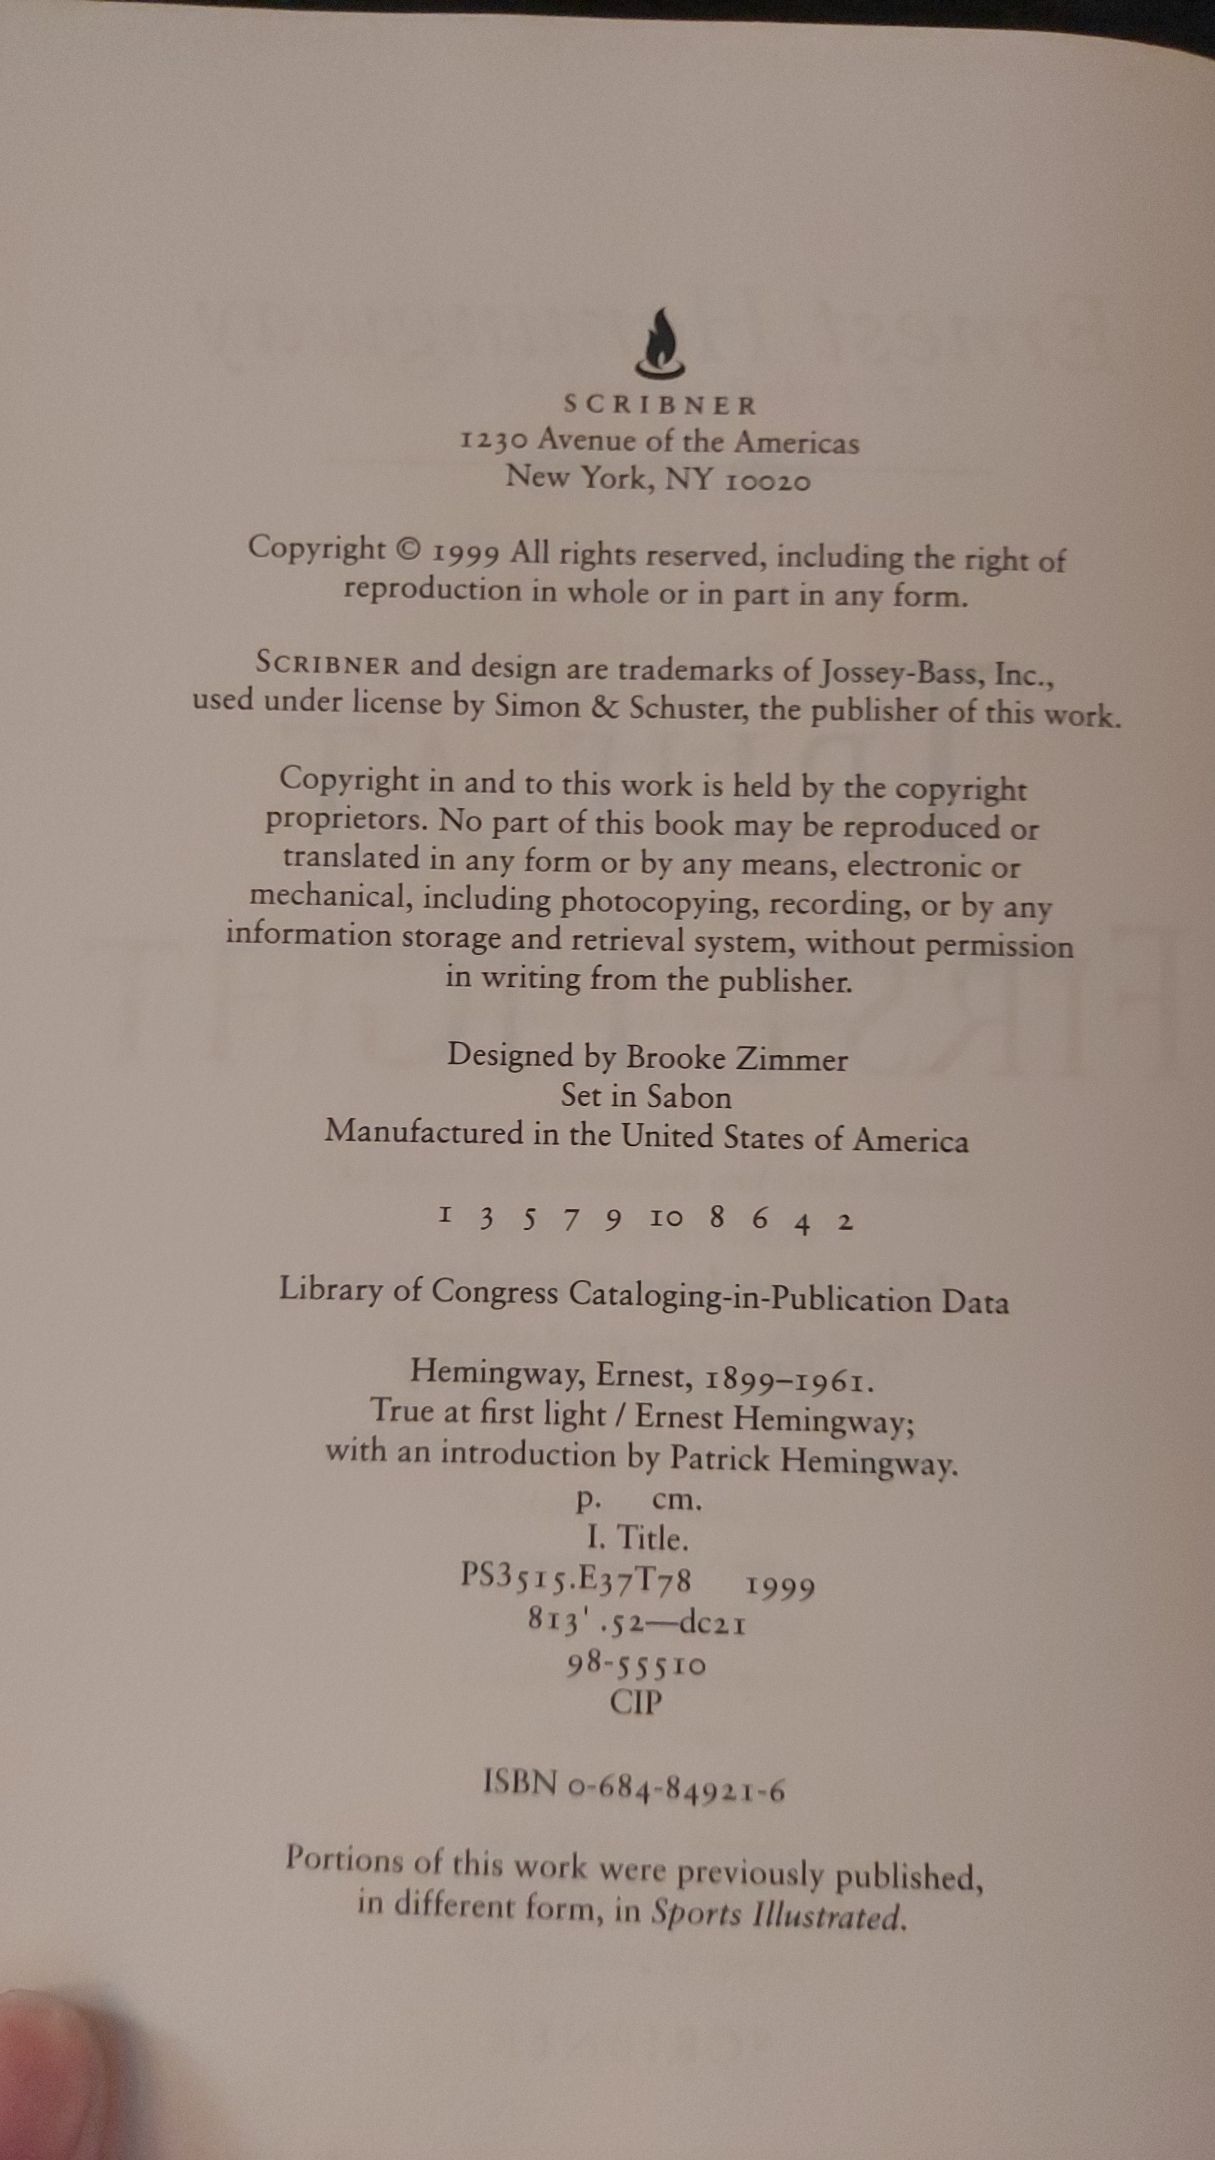 SCRIBNER
1230 Avenue of the Americas
New York, NY 10020
Copyright © 1999 All rights reserved, including the right of
reproduction in whole or in part in any form.
SCRIBNER and design are trademarks of Jossey-Bass, Inc.,
used under license by Simon & Schuster, the publisher of this work.
Copyright in and to this work is held by the copyright
proprietors. No part of this book may be reproduced or
translated in any form or by any means, electronic or
mechanical, including photocopying, recording, or by any
information storage and retrieval system, without permission
in writing from the publisher.
Designed by Brooke Zimmer
Set in Sabon
Manufactured in the United States of America
1 3 5 7 9 10 8 6 4 2
Library of Congress Cataloging-in-Publication Data
Hemingway, Ernest, 1899–1961.
True at first light / Ernest Hemingway;
with an introduction by Patrick Hemingway.
p. cm.
I. Title.
PS3515.E37T78 1999
813' .52—dc21
98-55510
CIP
ISBN 0-684-84921-6
Portions of this work were previously published,
in different form, in Sports Illustrated.